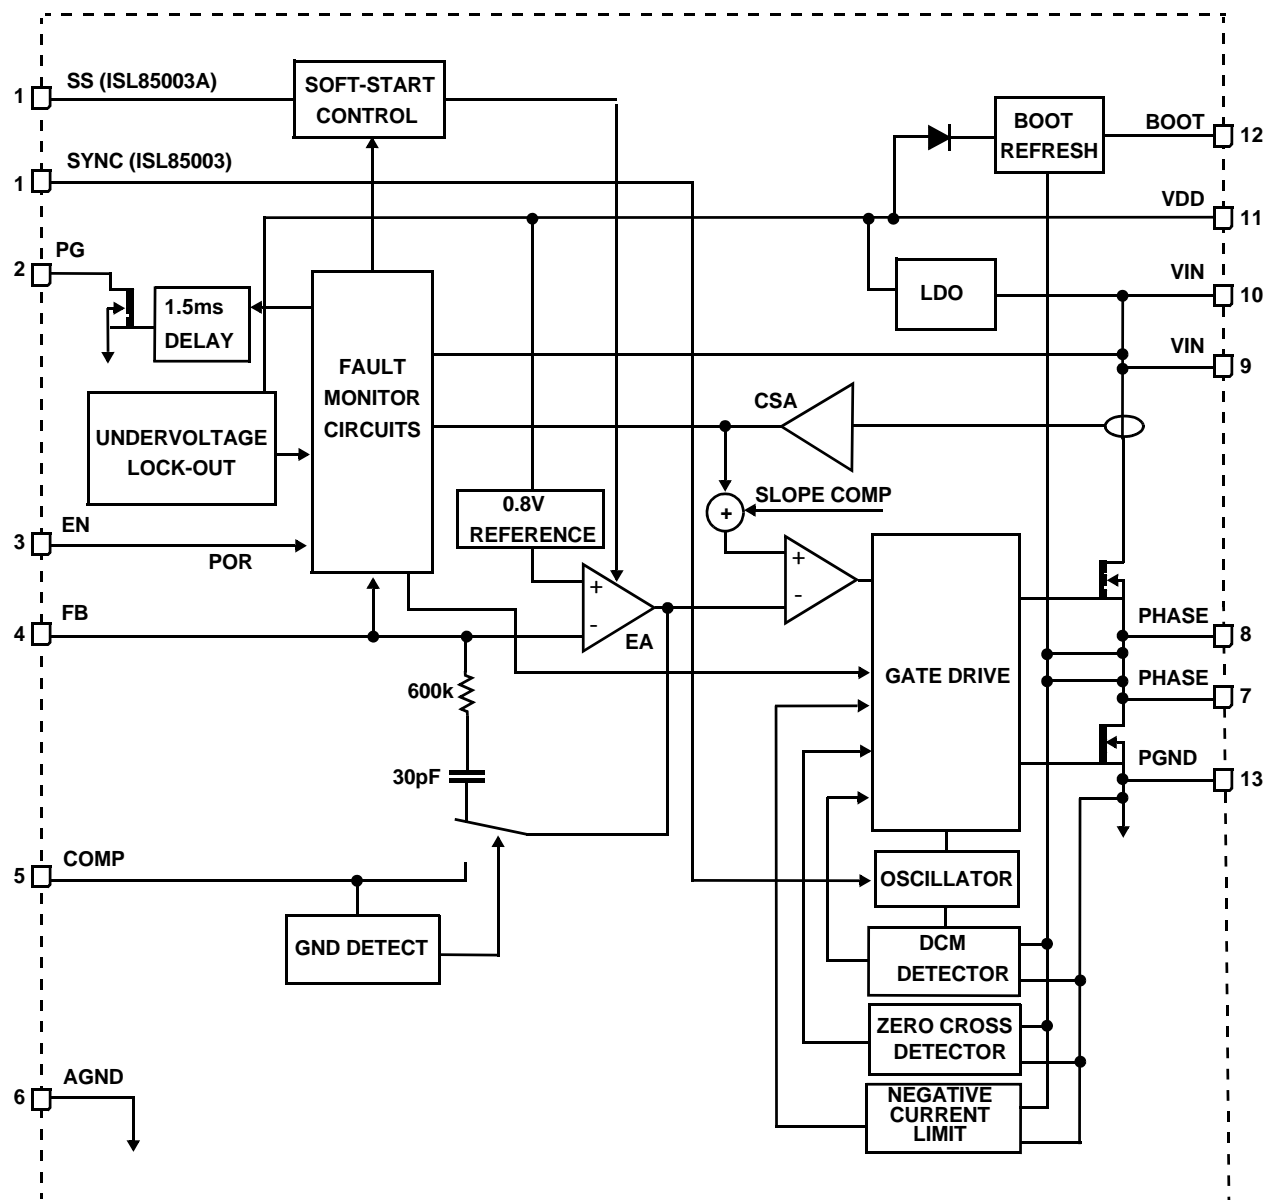 SS (ISL85003A)
1
SOFT-START
CONTROL
SYNC (ISL85003)
1
BOOT
REFRESH
BOOT
12
VDD
11
PG
2
1.5ms
DELAY
LDO
VIN
10
VIN
9
FAULT
MONITOR
CIRCUITS
CSA
UNDERVOLTAGE
LOCK-OUT
0.8V
REFERENCE
SLOPE COMP
+
EN
3
POR
+
-
EA
+
-
FB
4
GATE DRIVE
PHASE
8
PHASE
7
600k
30pF
PGND
13
COMP
5
GND DETECT
OSCILLATOR
DCM
DETECTOR
ZERO CROSS
DETECTOR
NEGATIVE
CURRENT
LIMIT
AGND
6